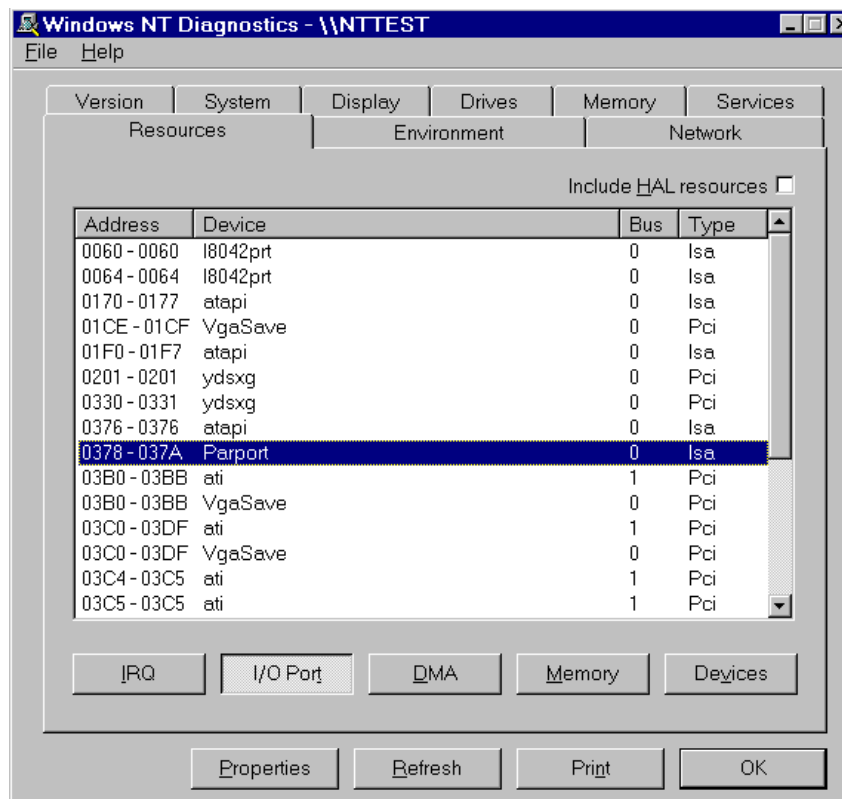 Windows NT Diagnostics - \\NTTEST
File Help
Version System Display Drives Memory Services
Resources Environment Network
Include HAL resources
Address Device Bus Type
0060 - 0060 I8042prt 0 Isa
0064 - 0064 I8042prt 0 Isa
0170 - 0177 atapi 0 Isa
01CE - 01CF VgaSave 0 Pci
01F0 - 01F7 atapi 0 Isa
0201 - 0201 ydsxg 0 Pci
0330 - 0331 ydsxg 0 Pci
0376 - 0376 atapi 0 Isa
0378 - 037A Parport 0 Isa
03B0 - 03BB ati 1 Pci
03B0 - 03BB VgaSave 0 Pci
03C0 - 03DF ati 1 Pci
03C0 - 03DF VgaSave 0 Pci
03C4 - 03C5 ati 1 Pci
03C5 - 03C5 ati 1 Pci
IRQ I/O Port DMA Memory Devices
Properties Refresh Print OK